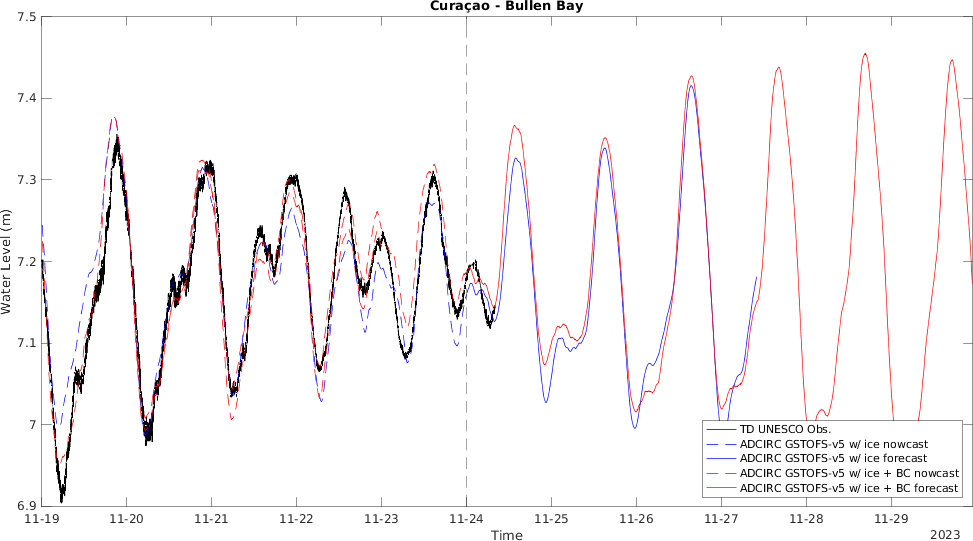 Curaçao - Bullen Bay
7.5
7.4
7.3
7.2
7.1
7
6.9
Water Level (m)
TD UNESCO Obs.
ADCIRC GSTOFS-v5 w/ ice nowcast
ADCIRC GSTOFS-v5 w/ ice forecast
ADCIRC GSTOFS-v5 w/ ice + BC nowcast
ADCIRC GSTOFS-v5 w/ ice + BC forecast
11-19 11-20 11-21 11-22 11-23 11-24 11-25 11-26 11-27 11-28 11-29
Time
2023